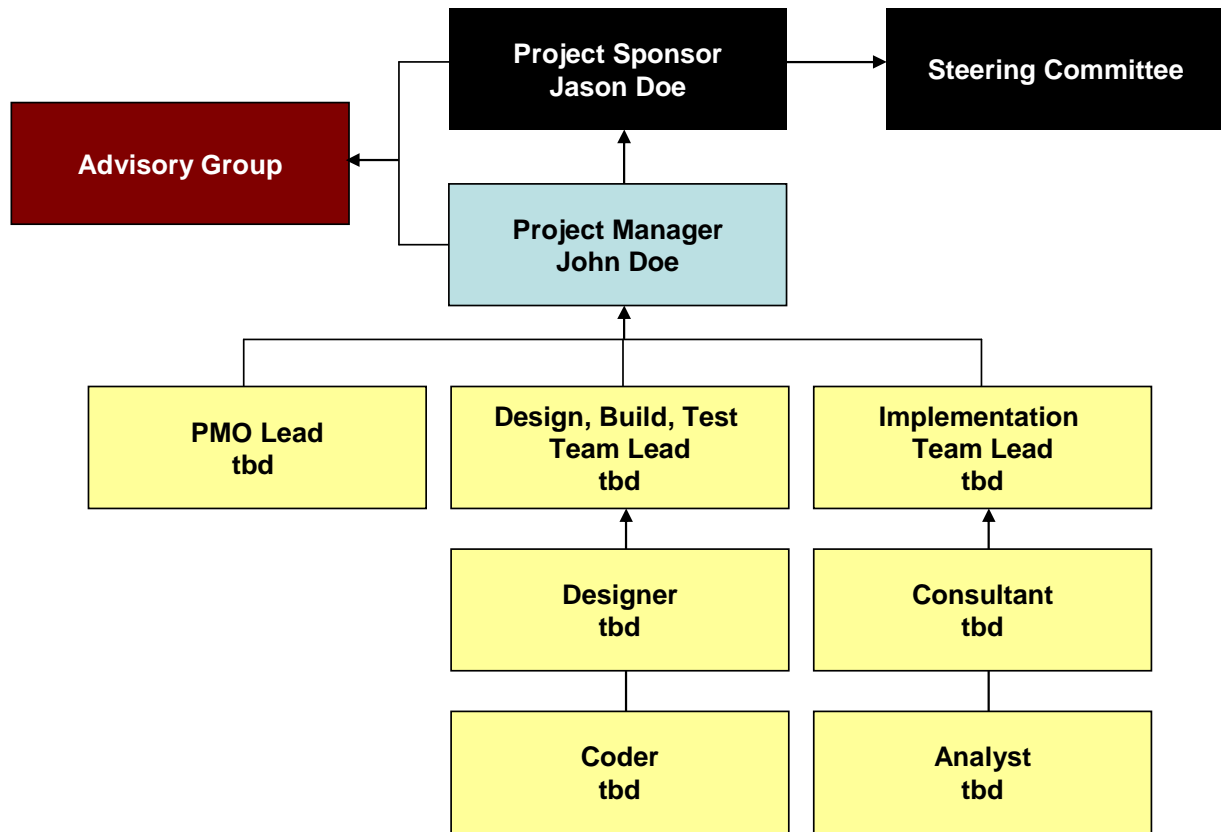 Project Sponsor
Jason Doe
Steering Committee
Advisory Group
Project Manager
John Doe
PMO Lead
tbd
Design, Build, Test
Team Lead
tbd
Implementation
Team Lead
tbd
Designer
tbd
Consultant
tbd
Coder
tbd
Analyst
tbd